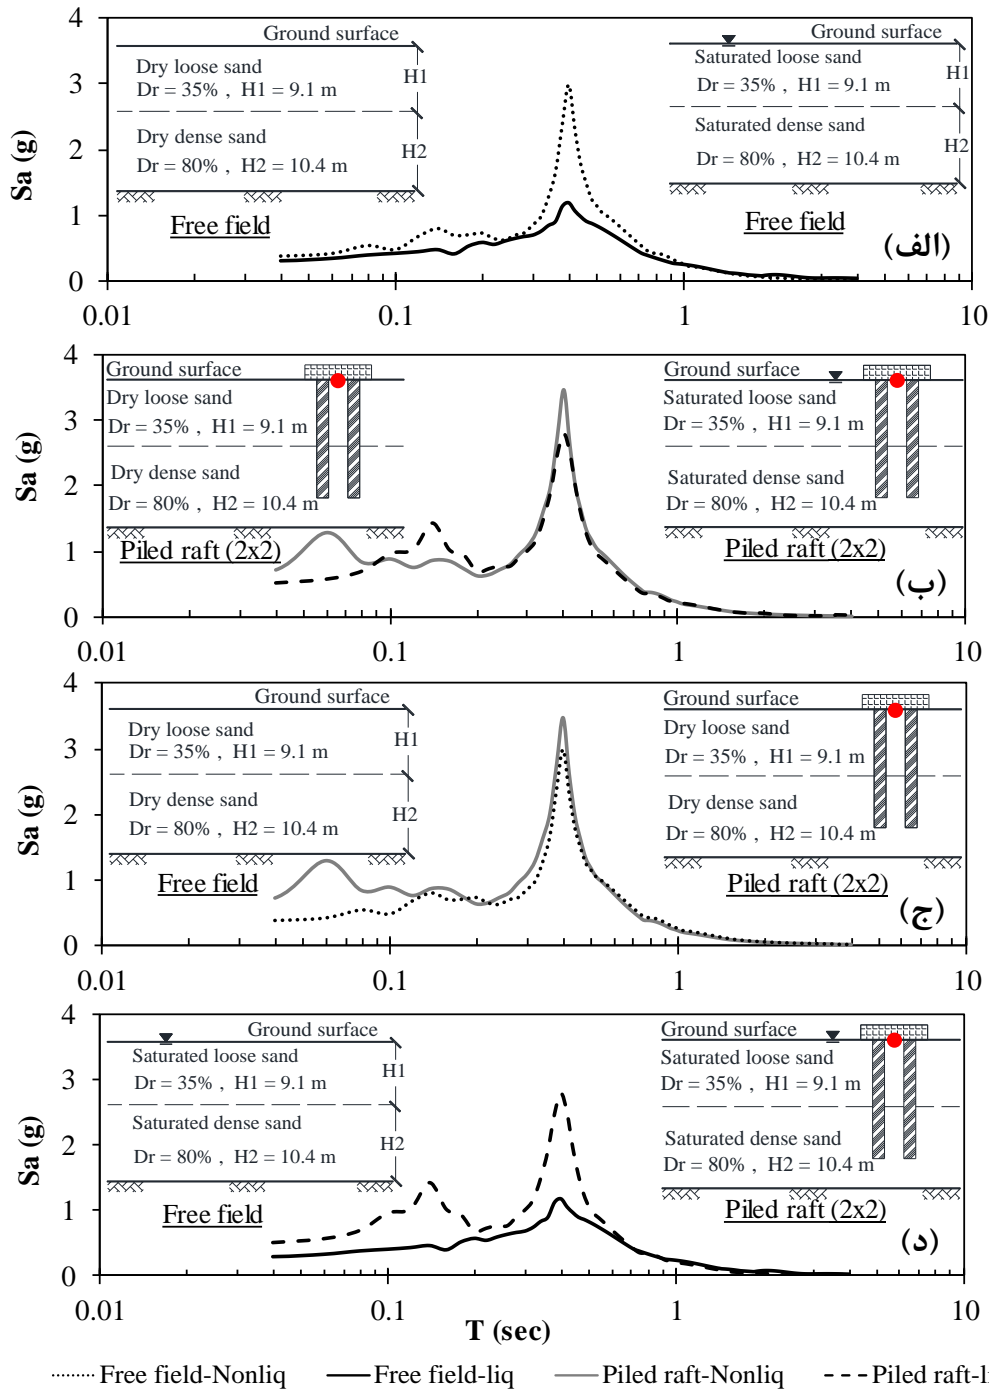 4
Ground surface
Ground surface
Dry loose sand
Dr = 35% , H1 = 9.1 m
H1
Saturated loose sand
Dr = 35% , H1 = 9.1 m
H1
3
Sa (g)
2
Dry dense sand
Dr = 80% , H2 = 10.4 m
H2
Saturated dense sand
Dr = 80% , H2 = 10.4 m
H2
1
Free field
Free field
(الف)
0
0.01 0.1 1 10
4
Ground surface
Ground surface
Dry loose sand
Dr = 35% , H1 = 9.1 m
Saturated loose sand
Dr = 35% , H1 = 9.1 m
3
Sa (g)
2
Dry dense sand
Dr = 80% , H2 = 10.4 m
Saturated dense sand
Dr = 80% , H2 = 10.4 m
Piled raft (2x2)
Piled raft (2x2)
1
(ب)
0
0.01 0.1 1 10
4
Ground surface
Ground surface
Dry loose sand
Dr = 35% , H1 = 9.1 m
H1
Dry loose sand
Dr = 35% , H1 = 9.1 m
3
Sa (g)
2
Dry dense sand
Dr = 80% , H2 = 10.4 m
H2
Dry dense sand
Dr = 80% , H2 = 10.4 m
1
Free field
Piled raft (2x2)
(ج)
0
0.01 0.1 1 10
4
Ground surface
Ground surface
Saturated loose sand
Dr = 35% , H1 = 9.1 m
H1
Saturated loose sand
Dr = 35% , H1 = 9.1 m
3
Sa (g)
2
Saturated dense sand
Dr = 80% , H2 = 10.4 m
H2
Saturated dense sand
Dr = 80% , H2 = 10.4 m
1
Free field
Piled raft (2x2)
(د)
0
0.01 0.1 1 10
T (sec)
Free field-Nonliq Free field-liq Piled raft-Nonliq Piled raft-l